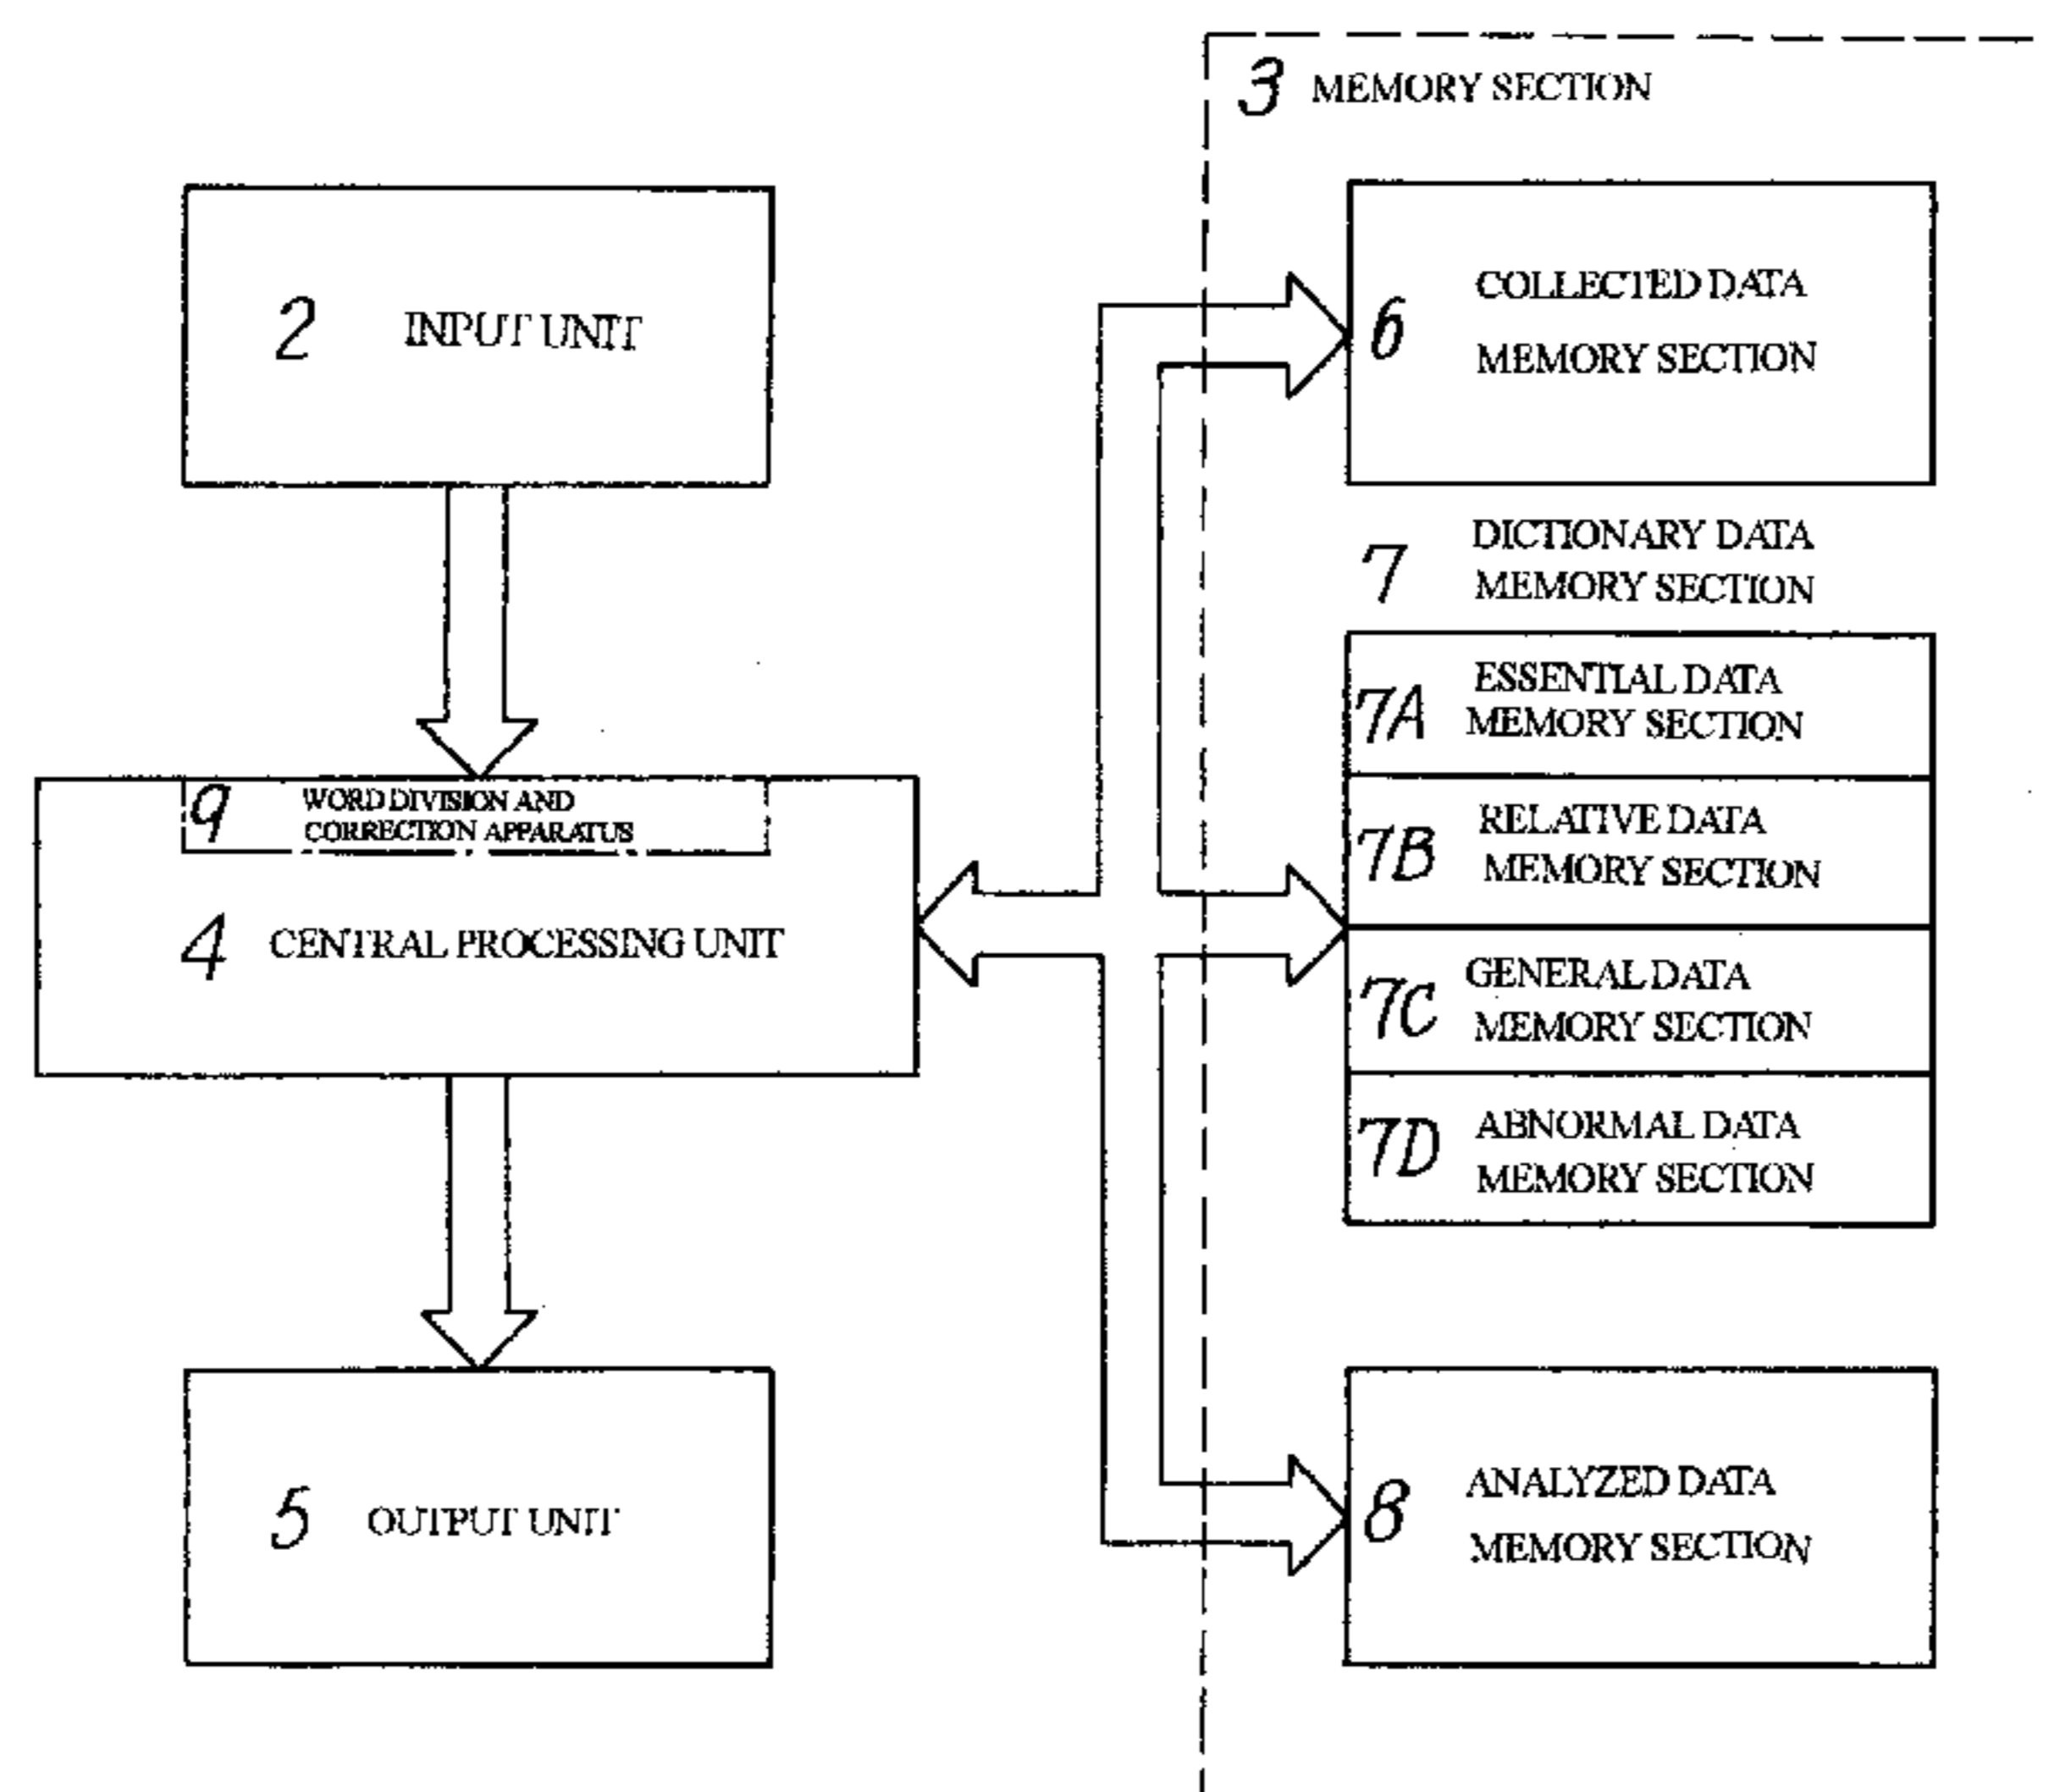 3 MEMORY SECTION
2 INPUT UNIT
6 COLLECTED DATA
MEMORY SECTION
7 DICTIONARY DATA
MEMORY SECTION
7A ESSENTIAL DATA
MEMORY SECTION
9 WORD DIVISION AND
CORRECTION APPARATUS
7B RELATIVE DATA
MEMORY SECTION
4 CENTRAL PROCESSING UNIT
7C GENERAL DATA
MEMORY SECTION
7D ABNORMAL DATA
MEMORY SECTION
5 OUTPUT UNIT
8 ANALYZED DATA
MEMORY SECTION